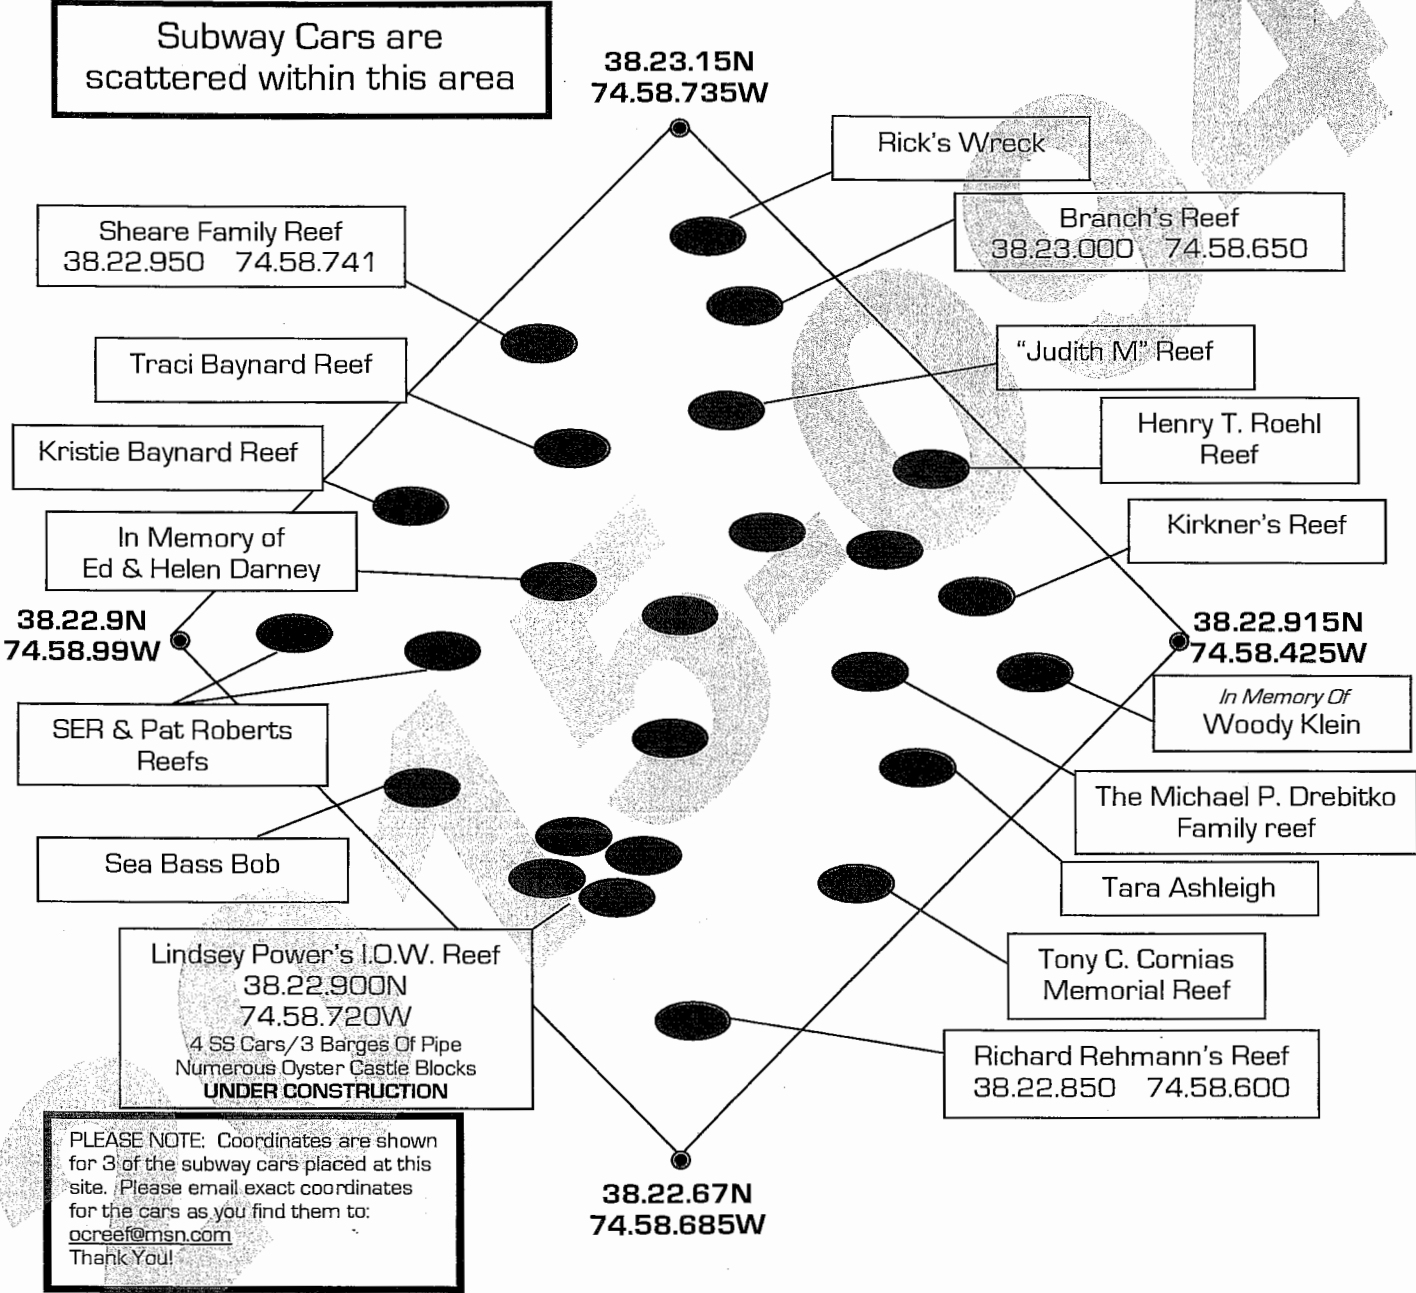 Subway Cars are
scattered within this area
38.23.15N
74.58.735W
Rick's Wreck
Sheare Family Reef
38.22.950 74.58.741
Branch's Reef
38.23.000 74.58.650
Traci Baynard Reef
"Judith M" Reef
Kristie Baynard Reef
Henry T. Roehl
Reef
In Memory of
Ed & Helen Darney
Kirkner's Reef
38.22.9N
74.58.99W
38.22.915N
74.58.425W
SER & Pat Roberts
Reefs
In Memory Of
Woody Klein
The Michael P. Drebitko
Family reef
Sea Bass Bob
Tara Ashleigh
Lindsey Power's I.O.W. Reef
38.22.900N
74.58.720W
4 SS Cars/3 Barges Of Pipe
Numerous Oyster Castle Blocks
UNDER CONSTRUCTION
Tony C. Cornias
Memorial Reef
Richard Rehmann's Reef
38.22.850 74.58.600
PLEASE NOTE: Coordinates are shown
for 3 of the subway cars placed at this
site. Please email exact coordinates
for the cars as you find them to:
ocreef@msn.com
Thank You!
38.22.67N
74.58.685W